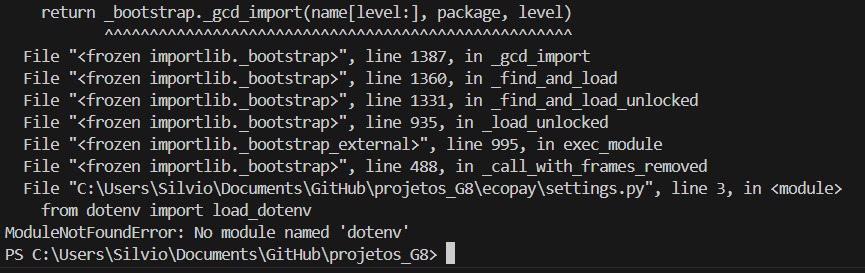 return _bootstrap._gcd_import(name[level:], package, level)
^^^^^^^^^^^^^^^^^^^^^^^^^^^^^^^^^^^^^^^^^^^^^^^^^^^
File "<frozen importlib._bootstrap>", line 1387, in _gcd_import
File "<frozen importlib._bootstrap>", line 1360, in _find_and_load
File "<frozen importlib._bootstrap>", line 1331, in _find_and_load_unlocked
File "<frozen importlib._bootstrap>", line 935, in _load_unlocked
File "<frozen importlib._bootstrap_external>", line 995, in exec_module
File "<frozen importlib._bootstrap>", line 488, in _call_with_frames_removed
File "C:\Users\Silvio\Documents\GitHub\projetos_G8\ecopay\settings.py", line 3, in <module>
from dotenv import load_dotenv
ModuleNotFoundError: No module named 'dotenv'
PS C:\Users\Silvio\Documents\GitHub\projetos_G8>